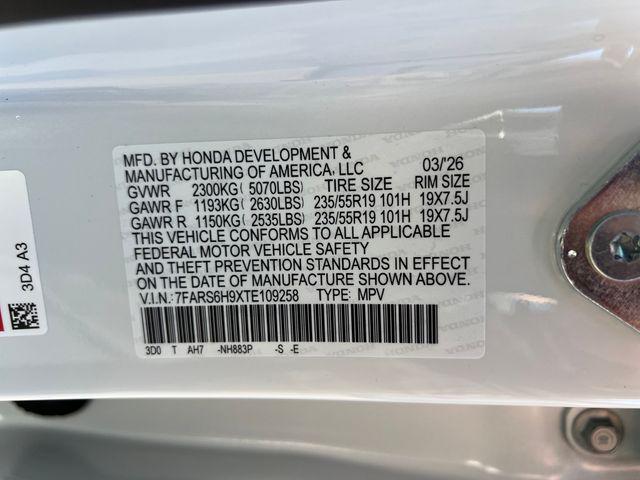 MFD. BY HONDA DEVELOPMENT &
MANUFACTURING OF AMERICA, LLC 03/'26
GVWR 2300KG( 5070LBS) TIRE SIZE RIM SIZE
GAWR F 1193KG( 2630LBS) 235/55R19 101H 19X7.5J
GAWR R 1150KG( 2535LBS) 235/55R19 101H 19X7.5J
THIS VEHICLE CONFORMS TO ALL APPLICABLE
FEDERAL MOTOR VEHICLE SAFETY
AND THEFT PREVENTION STANDARDS IN EFFECT
ON THE DATE OF MANUFACTURE SHOWN ABOVE.
V.I.N.:7FARS6H9XTE109258 TYPE: MPV
3D0 T AH7 -NH883P -S -E
3D4 A3